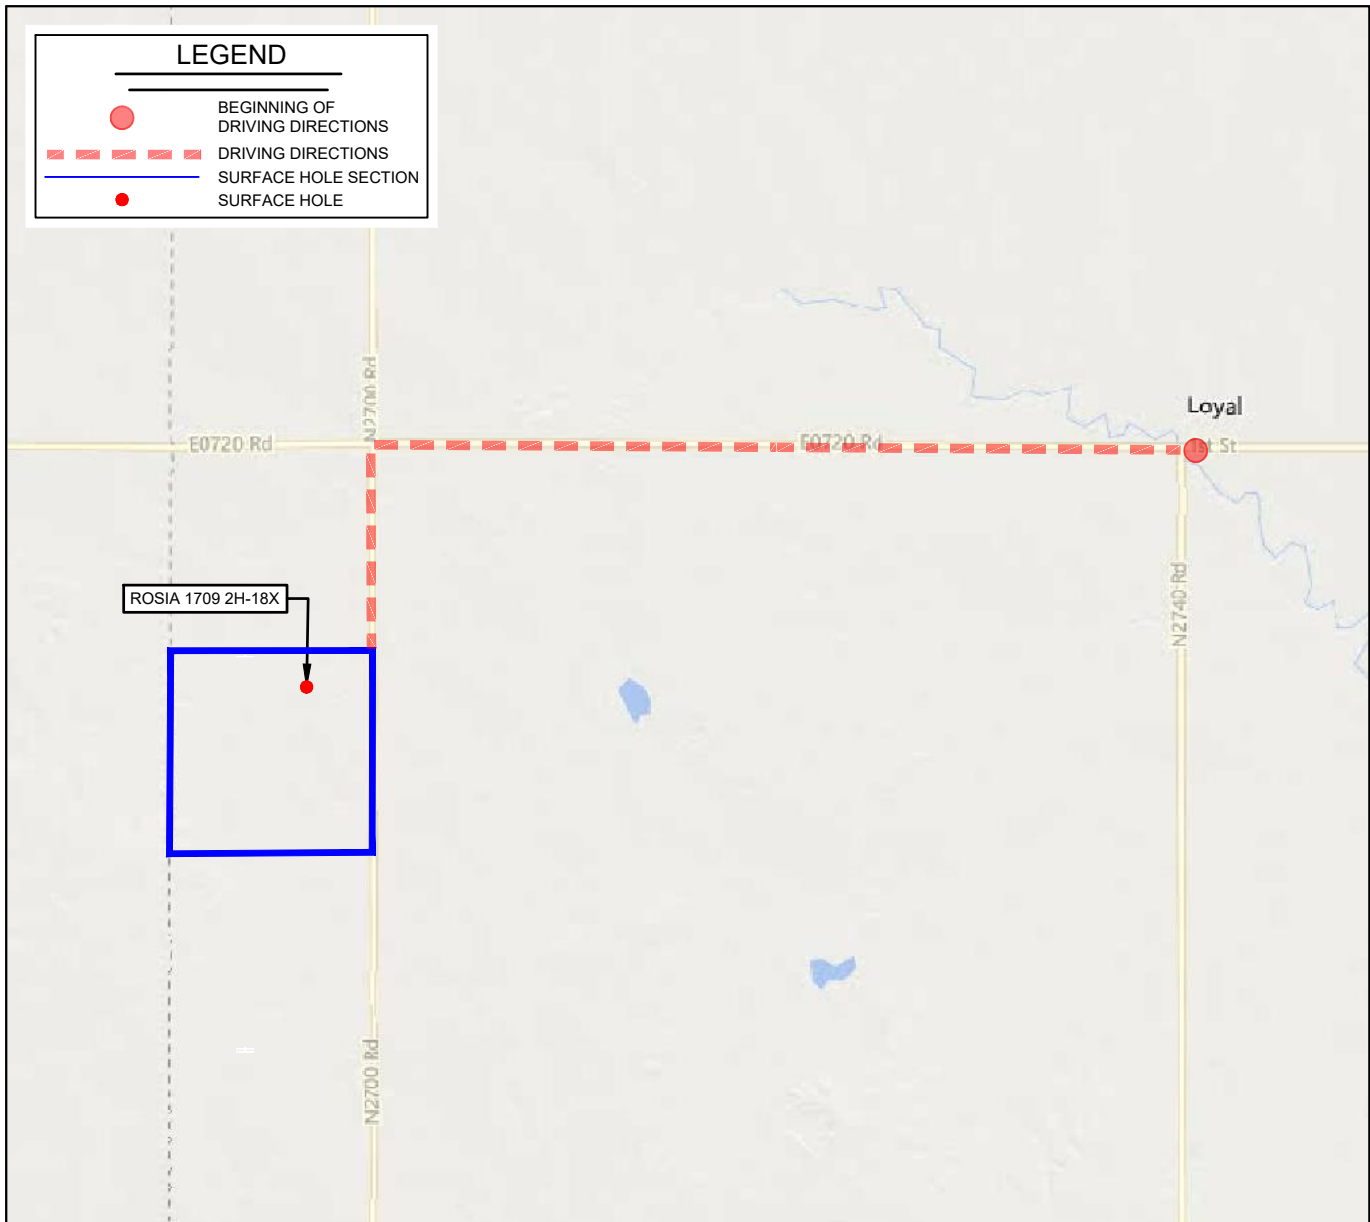 LEGEND
BEGINNING OF
DRIVING DIRECTIONS
DRIVING DIRECTIONS
SURFACE HOLE SECTION
SURFACE HOLE
N2700 Rd
Loyal
E0720 Rd
E0720 Rd
1st St
N2740 Rd
ROSIA 1709 2H-18X
N2700 Rd